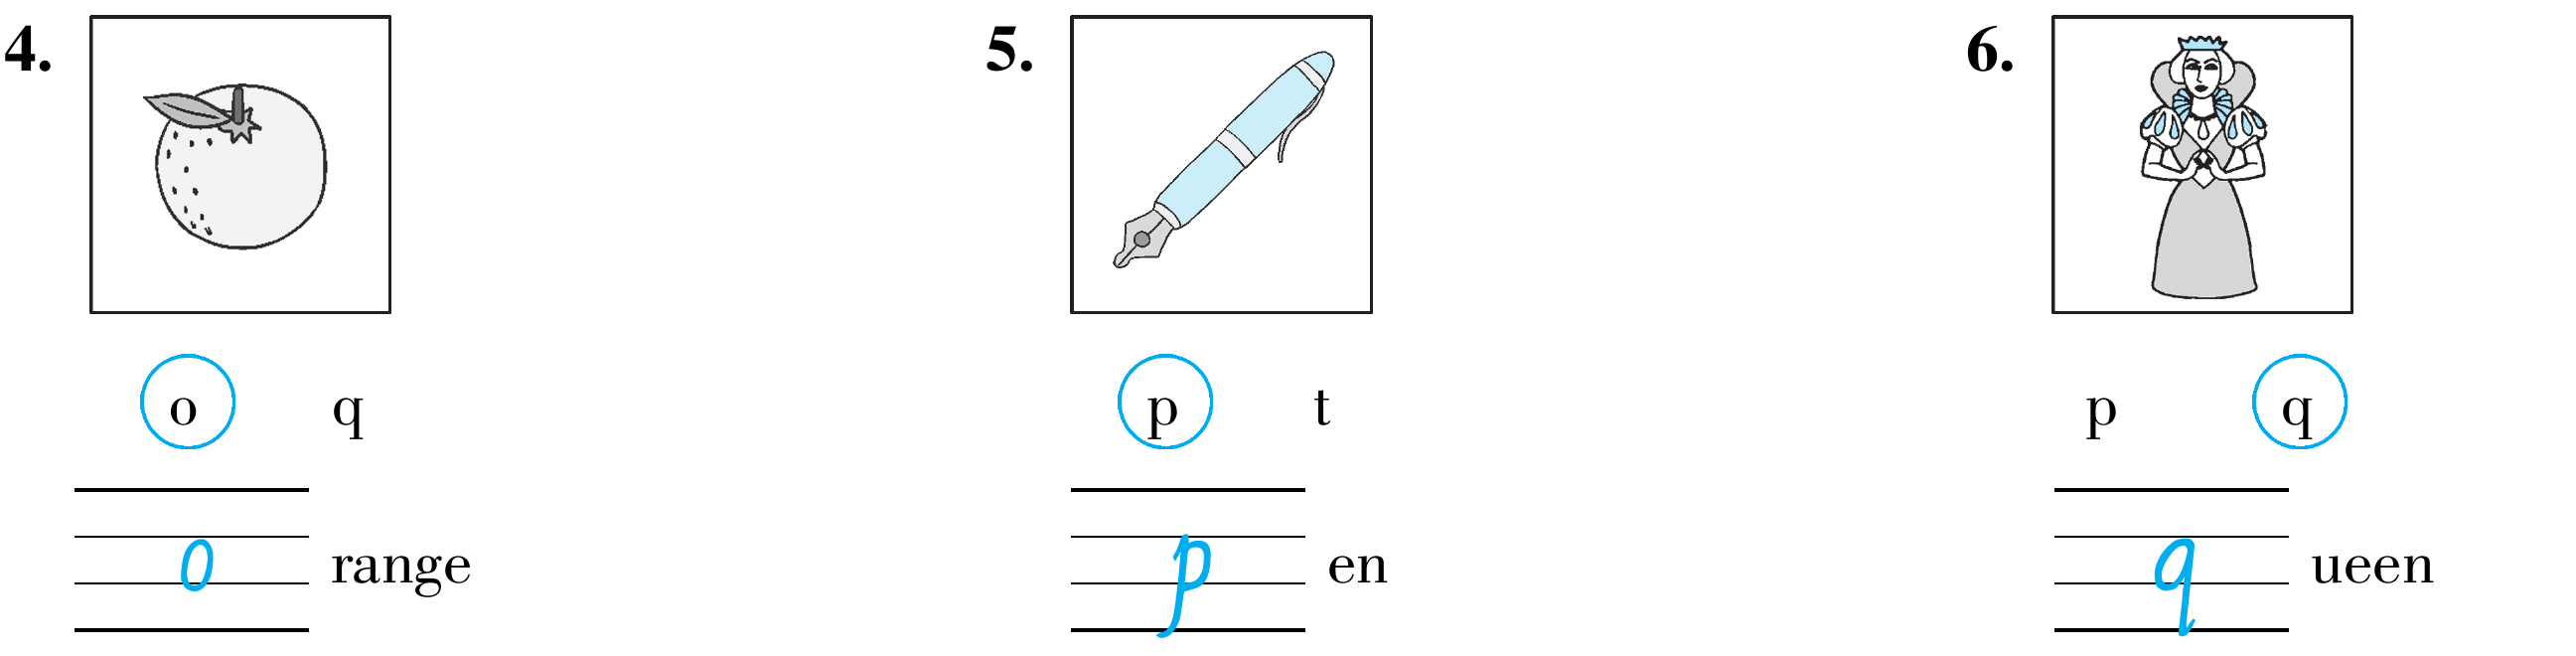 4. 5. 6.
o q p t p q
o range p en q ueen